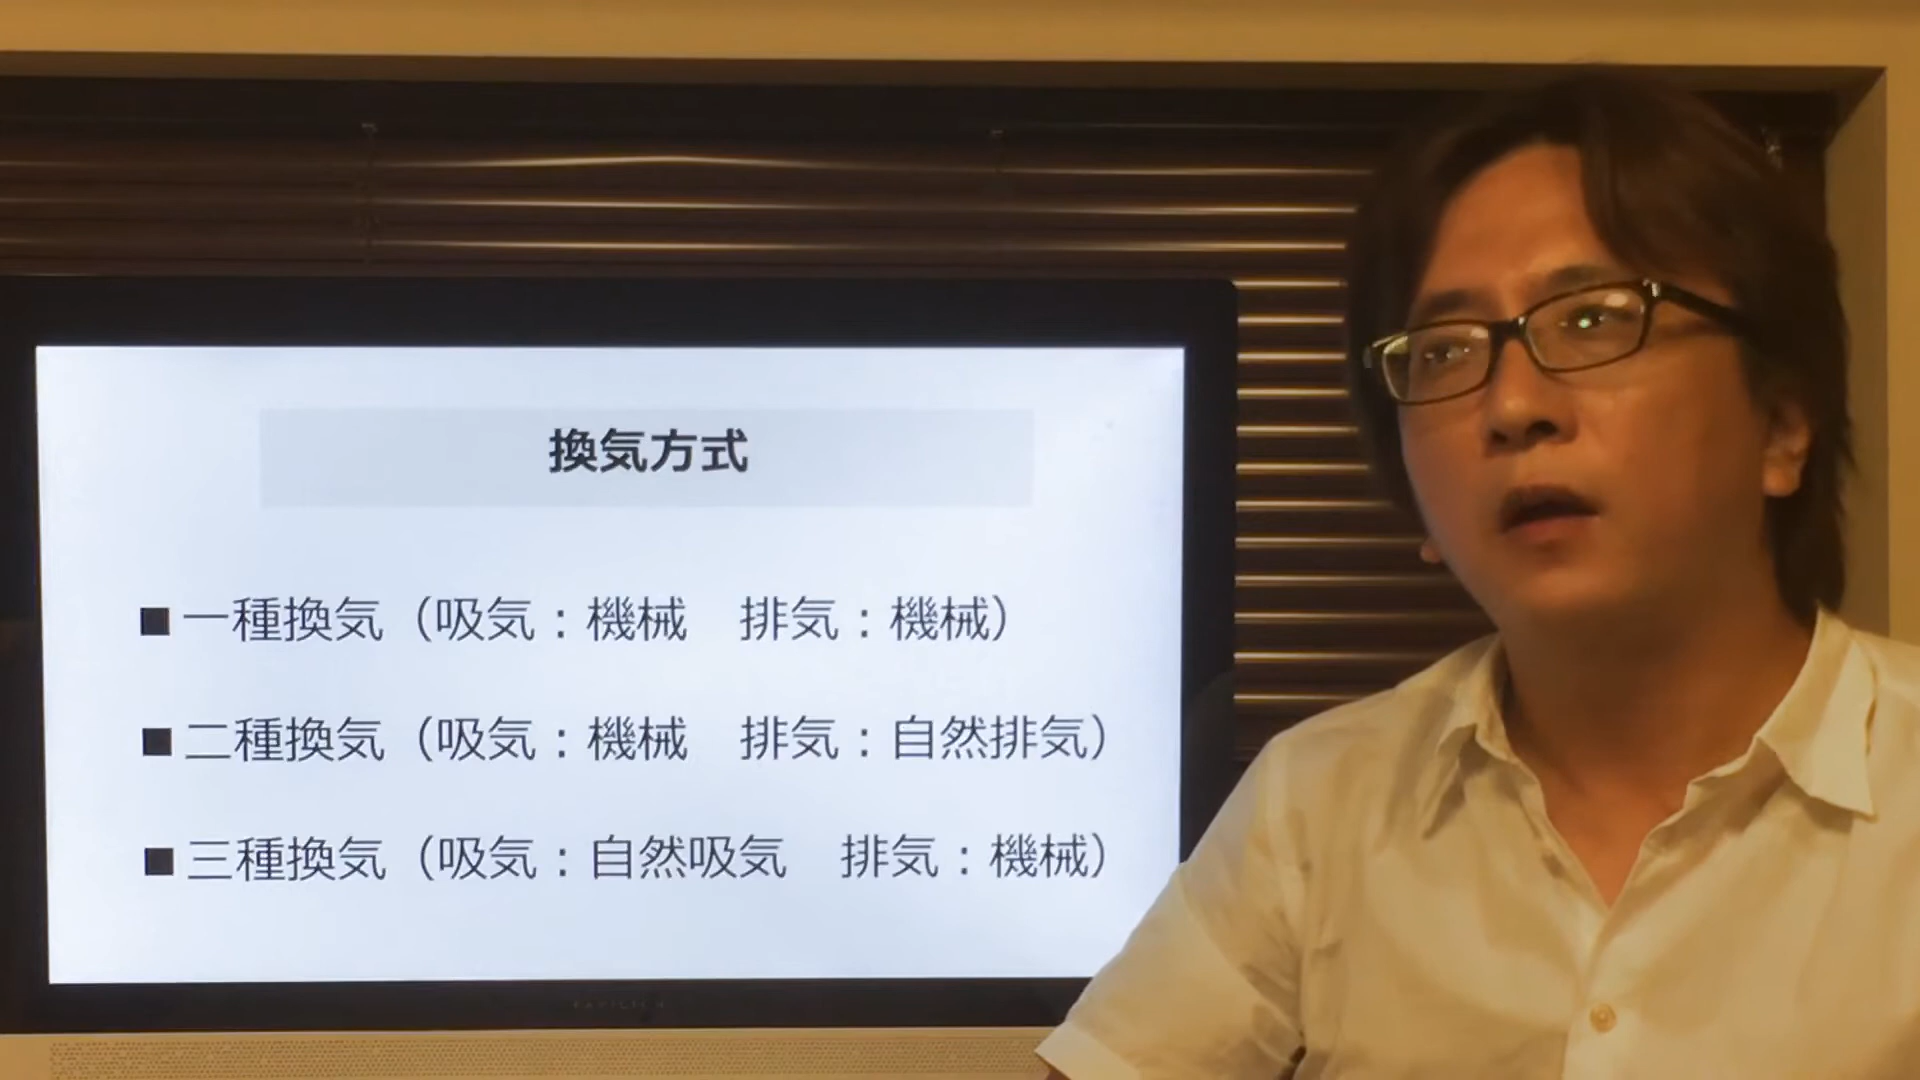 換気方式
■一種換気（吸気：機械　排気：機械）
■二種換気（吸気：機械　排気：自然排気）
■三種換気（吸気：自然吸気　排気：機械）